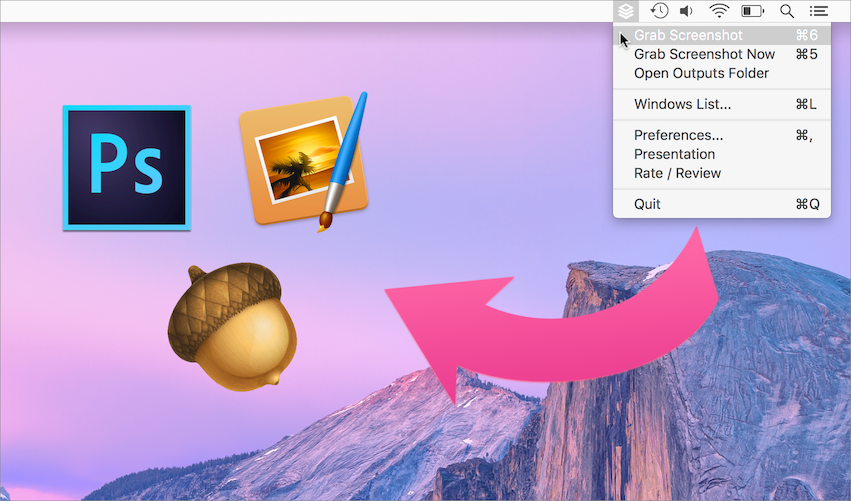 Grab Screenshot ⌘6
Grab Screenshot Now ⌘5
Open Outputs Folder
Windows List... ⌘L
Preferences... ⌘,
Presentation
Rate / Review
Quit ⌘Q
Ps